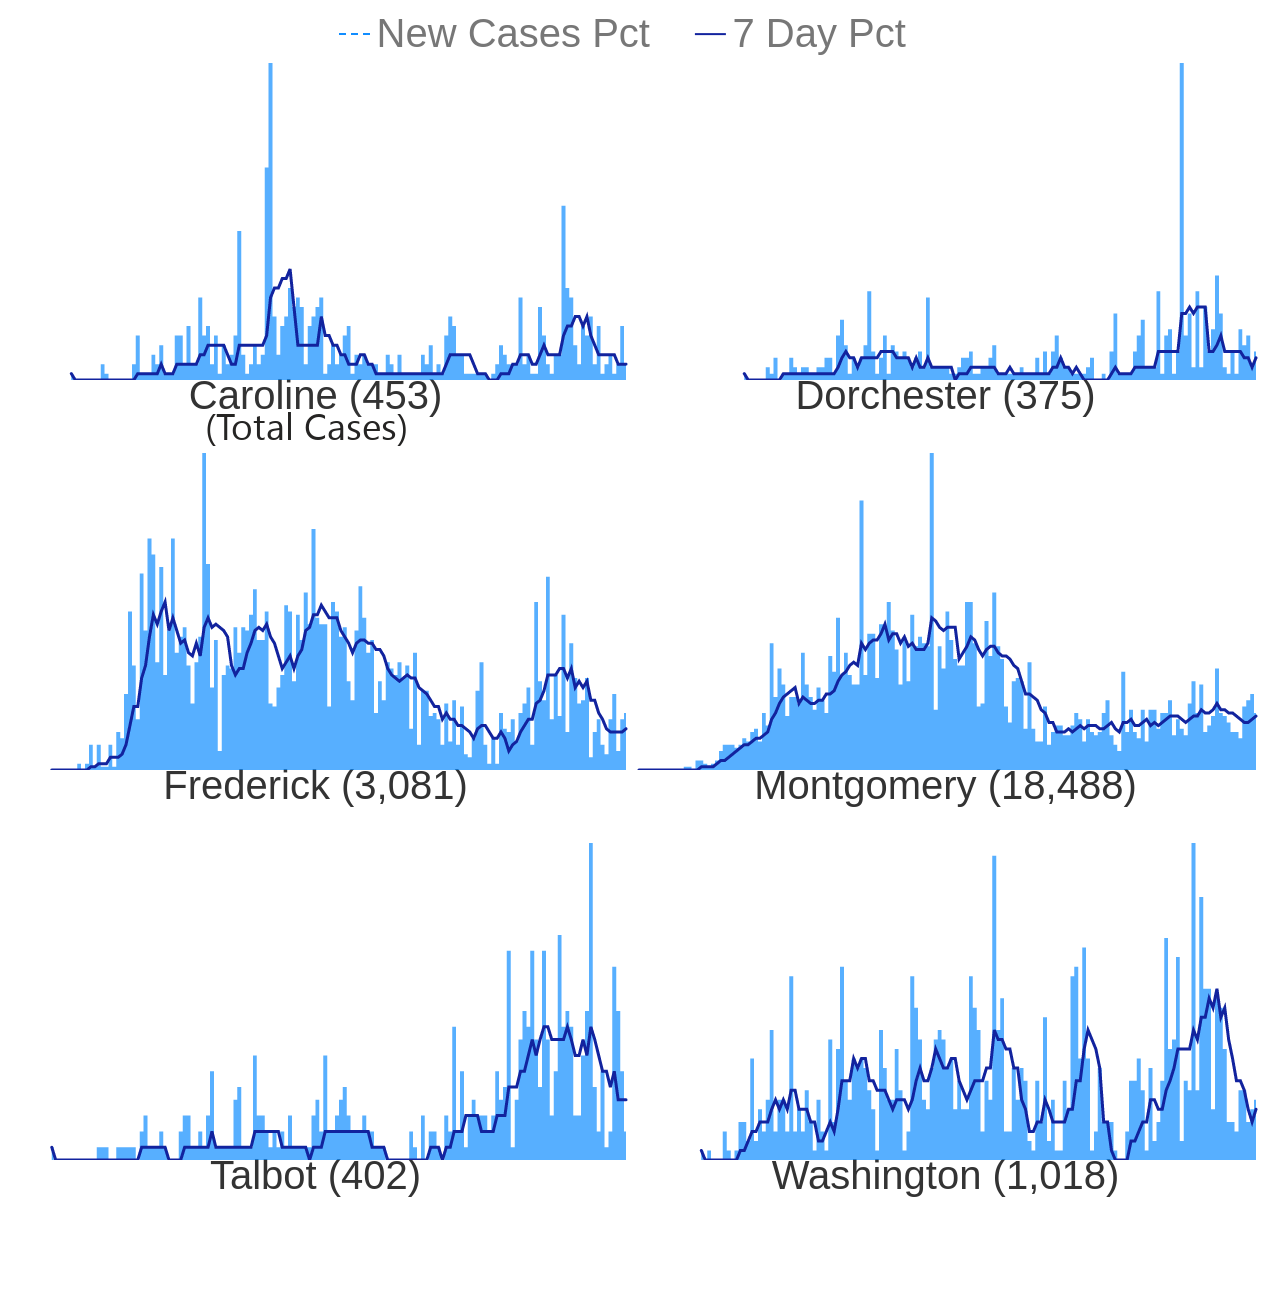 New Cases Pct 7 Day Pct
Caroline (453) Dorchester (375)
(Total Cases)
Frederick (3,081) Montgomery (18,488)
Talbot (402) Washington (1,018)